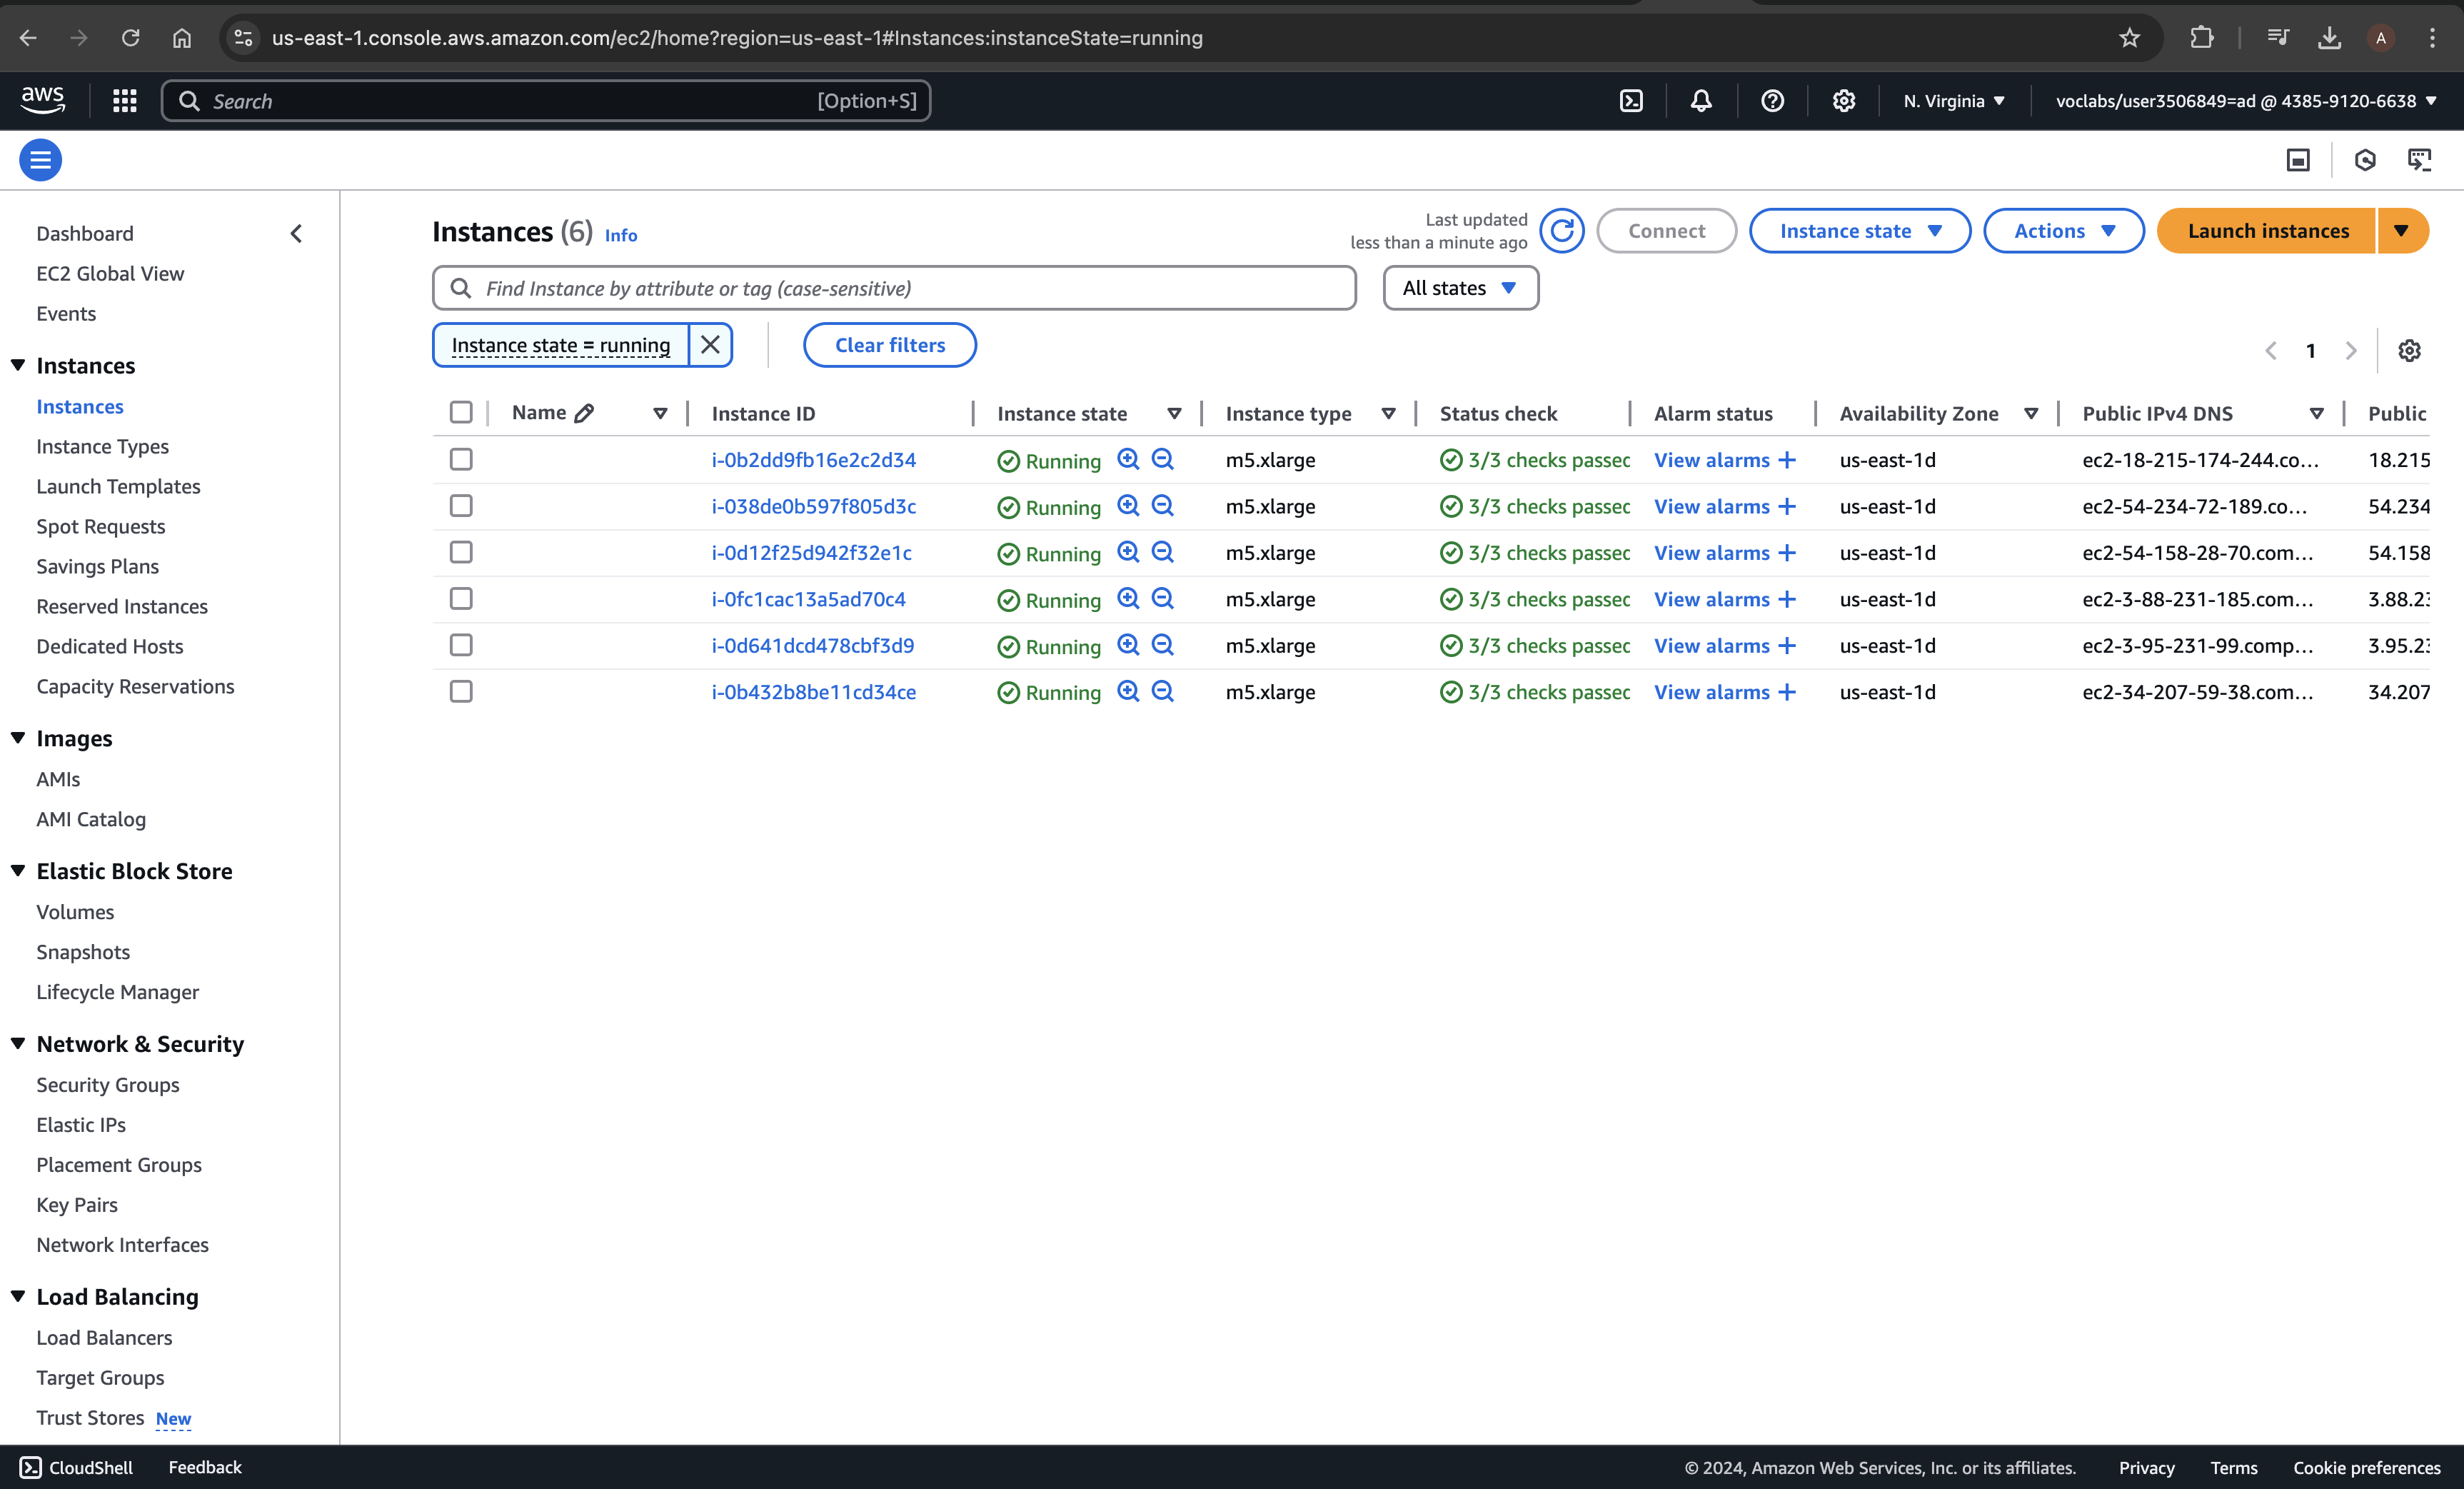 us-east-1.console.aws.amazon.com/ec2/home?region=us-east-1#Instances:instanceState=running
A
aws
Search
[Option+S]
N. Virginia
voclabs/user3506849=ad @ 4385-9120-6638
Dashboard
EC2 Global View
Events
Instances
Instances
Instance Types
Launch Templates
Spot Requests
Savings Plans
Reserved Instances
Dedicated Hosts
Capacity Reservations
Images
AMIs
AMI Catalog
Elastic Block Store
Volumes
Snapshots
Lifecycle Manager
Network & Security
Security Groups
Elastic IPs
Placement Groups
Key Pairs
Network Interfaces
Load Balancing
Load Balancers
Target Groups
Trust Stores New
Instances (6) Info
Last updated
less than a minute ago
Connect
Instance state
Actions
Launch instances
Find Instance by attribute or tag (case-sensitive)
All states
Instance state = running
Clear filters
1
Name Instance ID Instance state Instance type Status check Alarm status Availability Zone Public IPv4 DNS Public
i-0b2dd9fb16e2c2d34 Running m5.xlarge 3/3 checks passec View alarms + us-east-1d ec2-18-215-174-244.co... 18.215
i-038de0b597f805d3c Running m5.xlarge 3/3 checks passec View alarms + us-east-1d ec2-54-234-72-189.co... 54.234
i-0d12f25d942f32e1c Running m5.xlarge 3/3 checks passec View alarms + us-east-1d ec2-54-158-28-70.com... 54.158
i-0fc1cac13a5ad70c4 Running m5.xlarge 3/3 checks passec View alarms + us-east-1d ec2-3-88-231-185.com... 3.88.23
i-0d641dcd478cbf3d9 Running m5.xlarge 3/3 checks passec View alarms + us-east-1d ec2-3-95-231-99.comp... 3.95.23
i-0b432b8be11cd34ce Running m5.xlarge 3/3 checks passec View alarms + us-east-1d ec2-34-207-59-38.com... 34.207
CloudShell
Feedback
© 2024, Amazon Web Services, Inc. or its affiliates.
Privacy
Terms
Cookie preferences